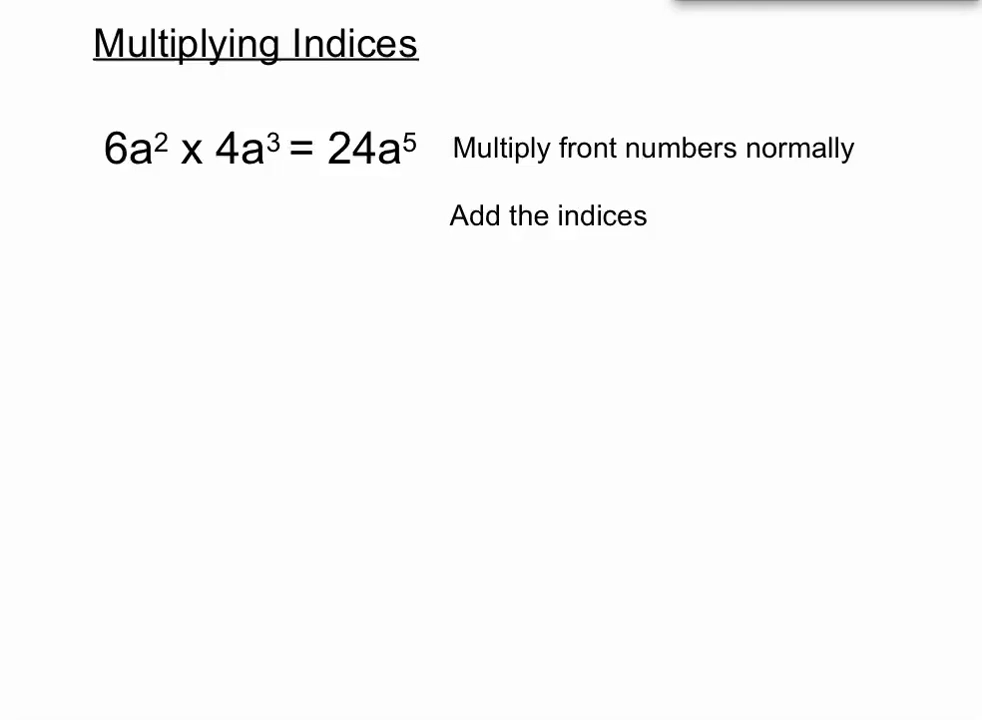 Multiplying Indices
6a² x 4a³ = 24a⁵ Multiply front numbers normally
Add the indices